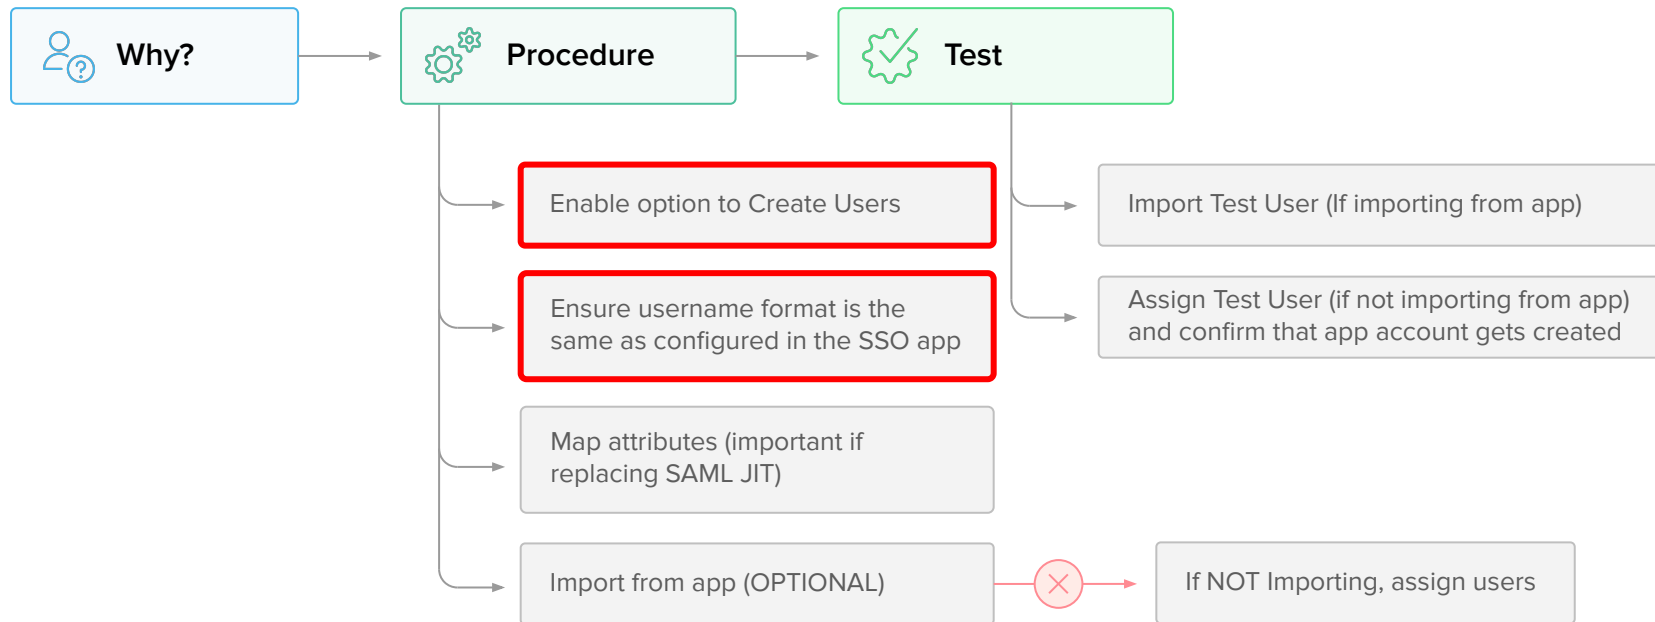 Why?
Procedure
Test
Enable option to Create Users
Ensure username format is the
same as configured in the SSO app
Map attributes (important if
replacing SAML JIT)
Import from app (OPTIONAL)
If NOT Importing, assign users
Import Test User (If importing from app)
Assign Test User (if not importing from app)
and confirm that app account gets created